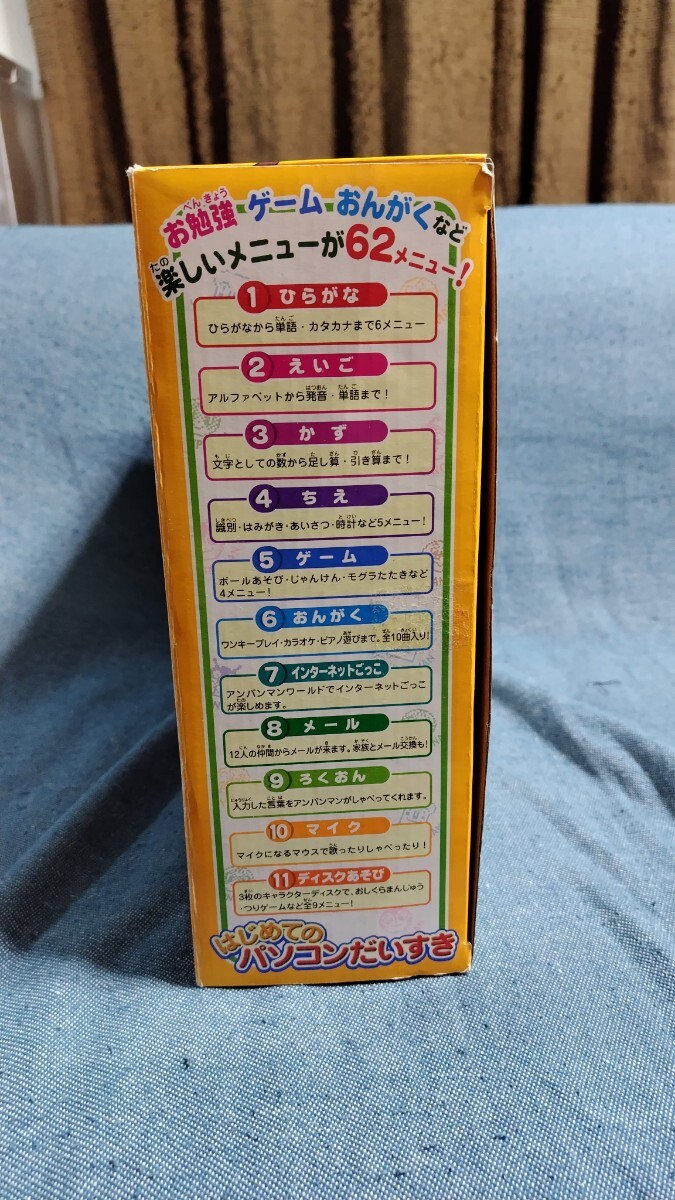 お勉強 ゲーム おんがくなど
楽しいメニューが62メニュー!
1 ひらがな
ひらがなから単語・カタカナまで6メニュー
2 えいご
アルファベットから発音・単語まで!
3 かず
文字としての数から足し算・引き算まで!
4 ちえ
識別・はみがき・あいさつ・時計など5メニュー!
5 ゲーム
ボールあそび・じゃんけん・モグラたたきなど
4メニュー!
6 おんがく
ワンキープレイ・カラオケ・ピアノ遊びまで。全10曲入り!
7 インターネットごっこ
アンパンマンワールドでインターネットごっこ
が楽しめます。
8 メール
12人の仲間からメールが来ます。家族とメール交換も!
9 ろくおん
入力した言葉をアンパンマンがしゃべってくれます。
10 マイク
マイクになるマウスで歌ったりしゃべったり!
11 ディスクあそび
3枚のキャラクターディスクで、おしくらまんじゅう
・つりゲームなど全9メニュー!
はじめての
パソコンだいすき